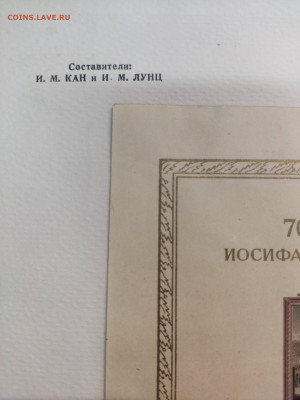 COINS.LAVE.RU
Составители:
И. М. КАН и И. М. ЛУНЦ
70
ИОСИФА